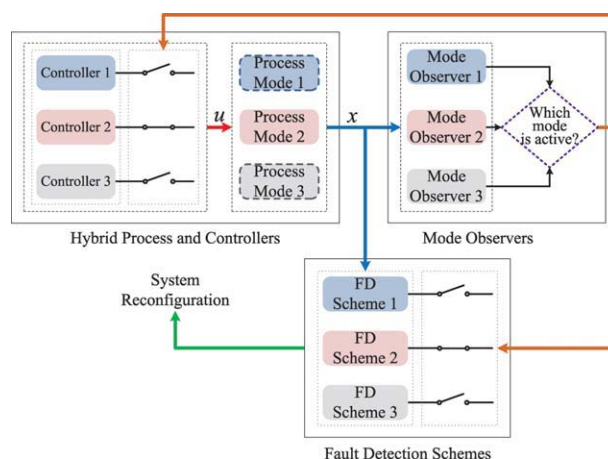 Controller 1
Controller 2
Controller 3
u
Process
Mode 1
Process
Mode 2
Process
Mode 3
Hybrid Process and Controllers
x
Mode
Observer 1
Mode
Observer 2
Mode
Observer 3
Which
mode
is active?
Mode Observers
System
Reconfiguration
FD
Scheme 1
FD
Scheme 2
FD
Scheme 3
Fault Detection Schemes